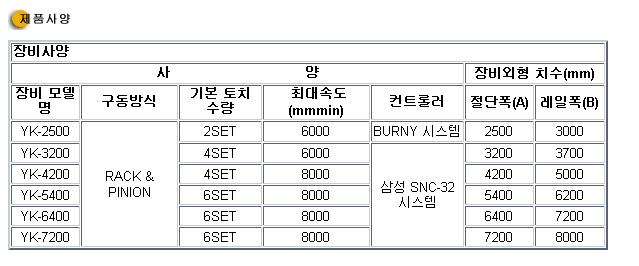 제품사양
장비사양
사 양 장비외형 치수(mm)
장비 모델명 구동방식 기본 토치 수량 최대속도 (mmmin) 컨트롤러 절단폭(A) 레일폭(B)
YK-2500 RACK & PINION 2SET 6000 BURNY 시스템 2500 3000
YK-3200 4SET 6000 삼성 SNC-32 시스템 3200 3700
YK-4200 4SET 8000 4200 5000
YK-5400 6SET 8000 5400 6200
YK-6400 6SET 8000 6400 7200
YK-7200 6SET 8000 7200 8000